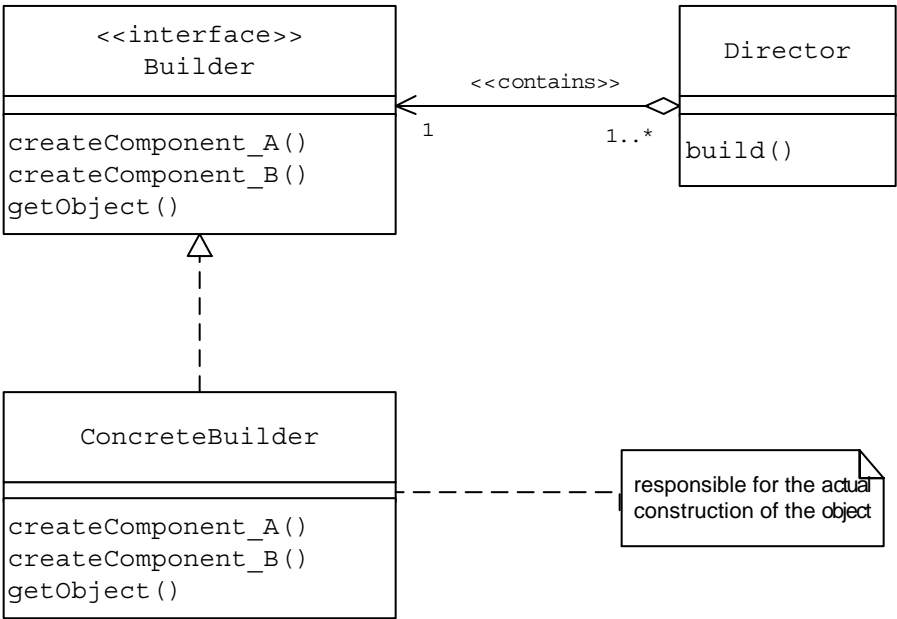 <<interface>>
Builder
createComponent_A()
createComponent_B()
getObject()
<<contains>>
1
1..*
Director
build()
ConcreteBuilder
createComponent_A()
createComponent_B()
getObject()
responsible for the actual
construction of the object